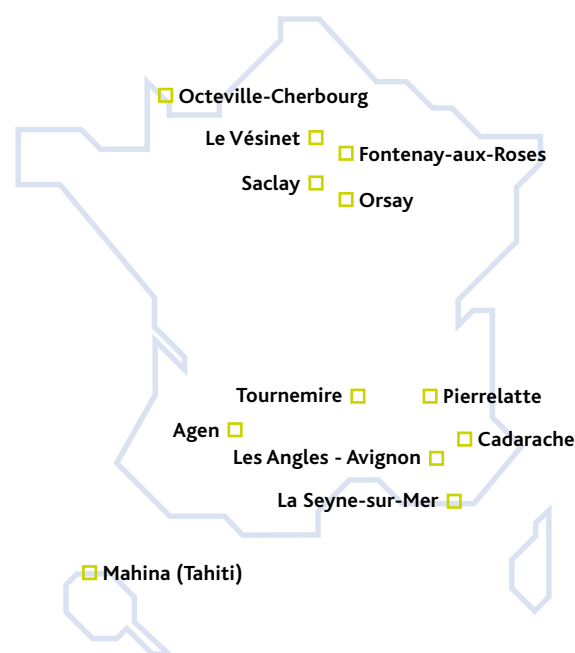 Octeville-Cherbourg
Le Vésinet
Fontenay-aux-Roses
Saclay
Orsay
Tournemire
Pierrelatte
Agen
Cadarache
Les Angles - Avignon
La Seyne-sur-Mer
Mahina (Tahiti)